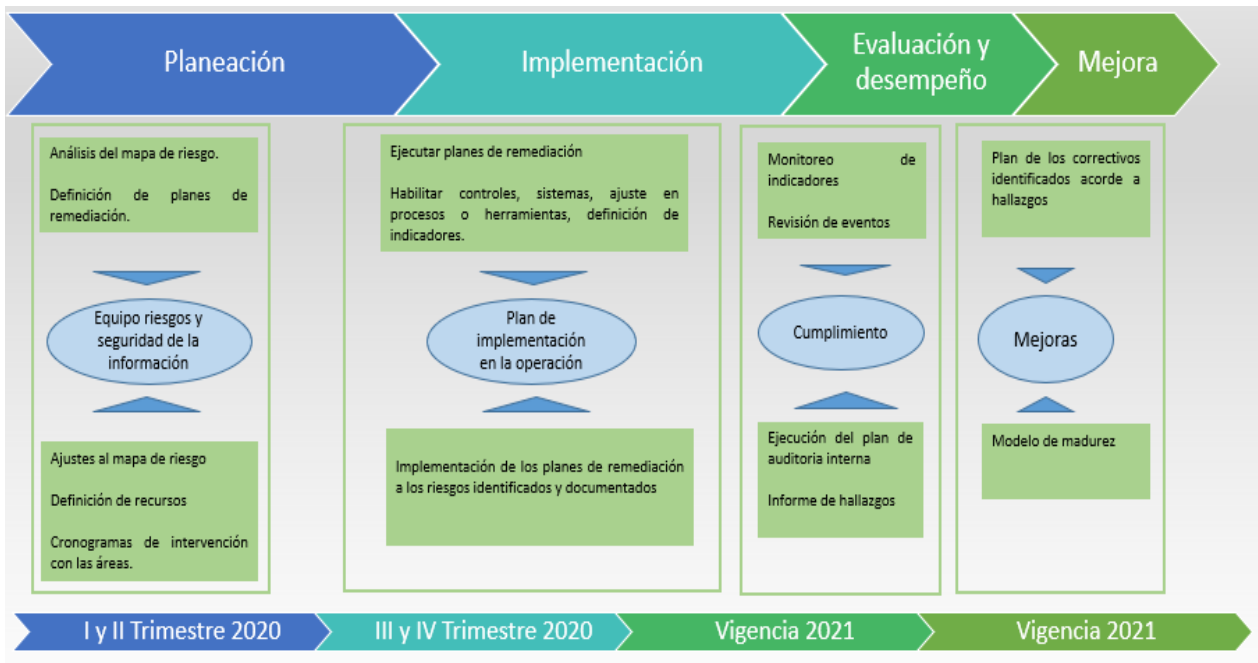 Planeación
Implementación
Evaluación y
desempeño
Mejora
Análisis del mapa de riesgo.
Definición de planes de
remediación.
Equipo riesgos y
seguridad de la
información
Ajustes al mapa de riesgo
Definición de recursos
Cronogramas de intervención
con las áreas.
Ejecutar planes de remediación
Habilitar controles, sistemas, ajuste en
procesos o herramientas, definición de
indicadores.
Plan de
implementación
en la operación
Implementación de los planes de remediación
a los riesgos identificados y documentados
Monitoreo de
indicadores
Revisión de eventos
Cumplimiento
Ejecución del plan de
auditoria interna
Informe de hallazgos
Plan de los correctivos
identificados acorde a
hallazgos
Mejoras
Modelo de madurez
I y II Trimestre 2020
III y IV Trimestre 2020
Vigencia 2021
Vigencia 2021